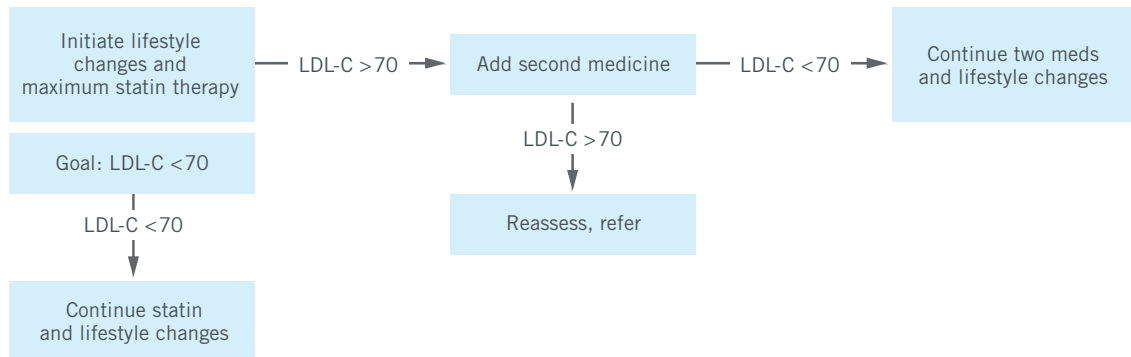 Initiate lifestyle
changes and
maximum statin therapy
LDL-C >70
Add second medicine
LDL-C <70
Continue two meds
and lifestyle changes
Goal: LDL-C <70
LDL-C >70
LDL-C <70
Reassess, refer
Continue statin
and lifestyle changes